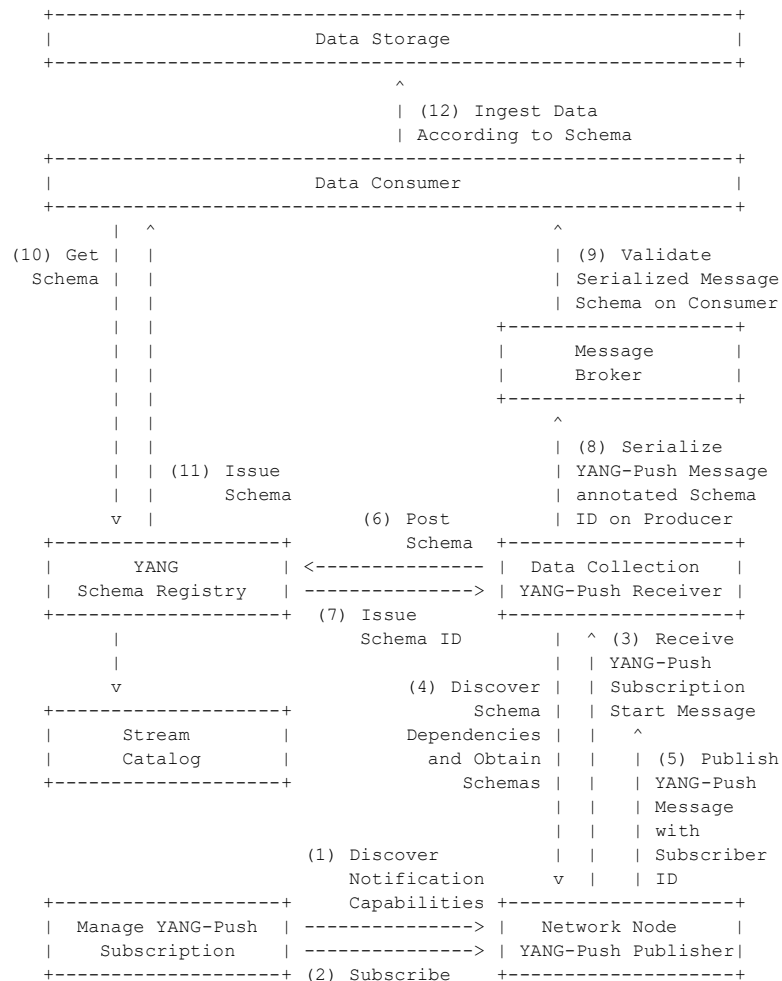 Data Storage
(12) Ingest Data
According to Schema
Data Consumer
(10) Get
(9) Validate
Schema
Serialized Message
Schema on Consumer
Message
Broker
(8) Serialize
(11) Issue
YANG-Push Message
Schema
annotated Schema
(6) Post
ID on Producer
Schema
YANG
Data Collection
Schema Registry
YANG-Push Receiver
(7) Issue
Schema ID
(3) Receive
YANG-Push
(4) Discover
Subscription
Schema
Start Message
Stream
Dependencies
Catalog
and Obtain
(5) Publish
Schemas
YANG-Push
Message
with
(1) Discover
Subscriber
Notification
ID
Capabilities
Manage YANG-Push
Network Node
Subscription
YANG-Push Publisher
(2) Subscribe